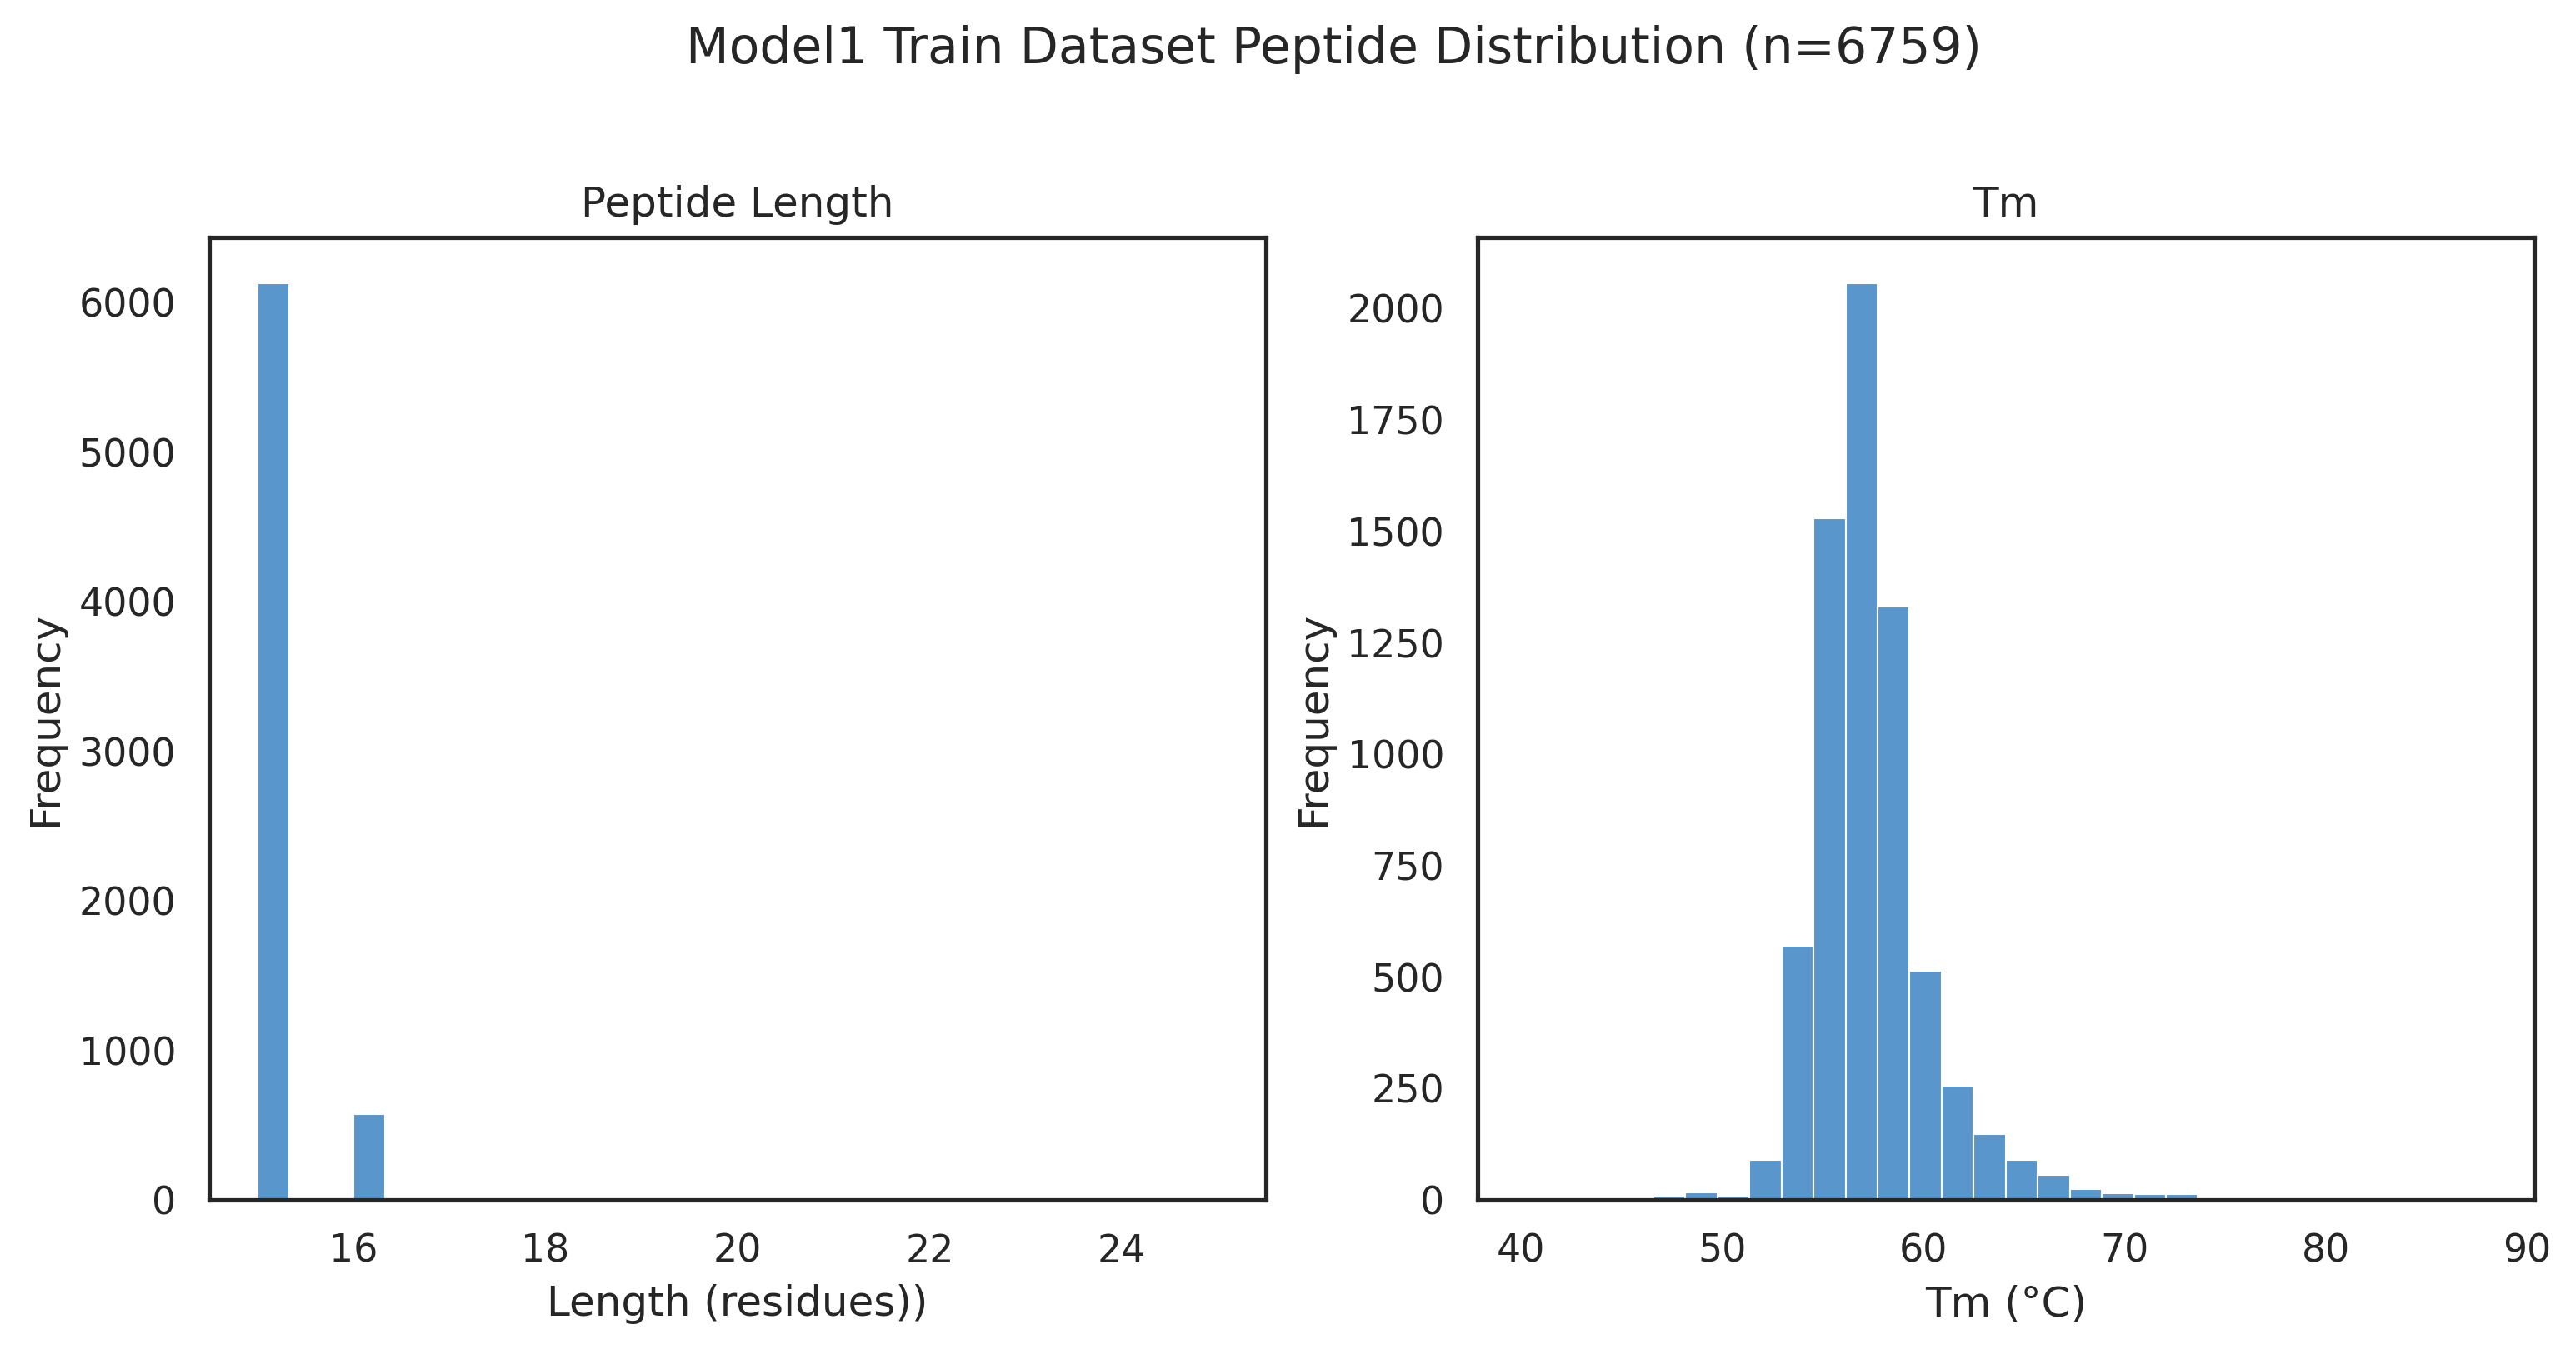 Model1 Train Dataset Peptide Distribution (n=6759)
Peptide Length
6000
5000
4000
3000
2000
1000
0
Frequency
16 18 20 22 24
Length (residues))
Tm
2000
1750
1500
1250
1000
750
500
250
0
Frequency
40 50 60 70 80 90
Tm (°C)